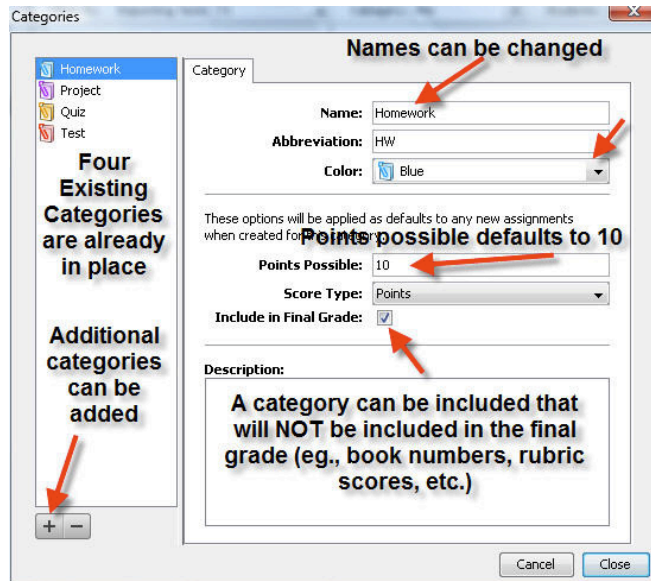 Categories
Names can be changed
Homework
Project
Quiz
Test
Category
Name: Homework
Abbreviation: HW
Color: Blue
Four
Existing
Categories
are already
in place
These options will be applied as defaults to any new assignments
when created for this category.
Points possible defaults to 10
Points Possible: 10
Score Type: Points
Include in Final Grade:
Additional
categories
can be
added
Description:
A category can be included that
will NOT be included in the final
grade (eg., book numbers, rubric
scores, etc.)
Cancel
Close